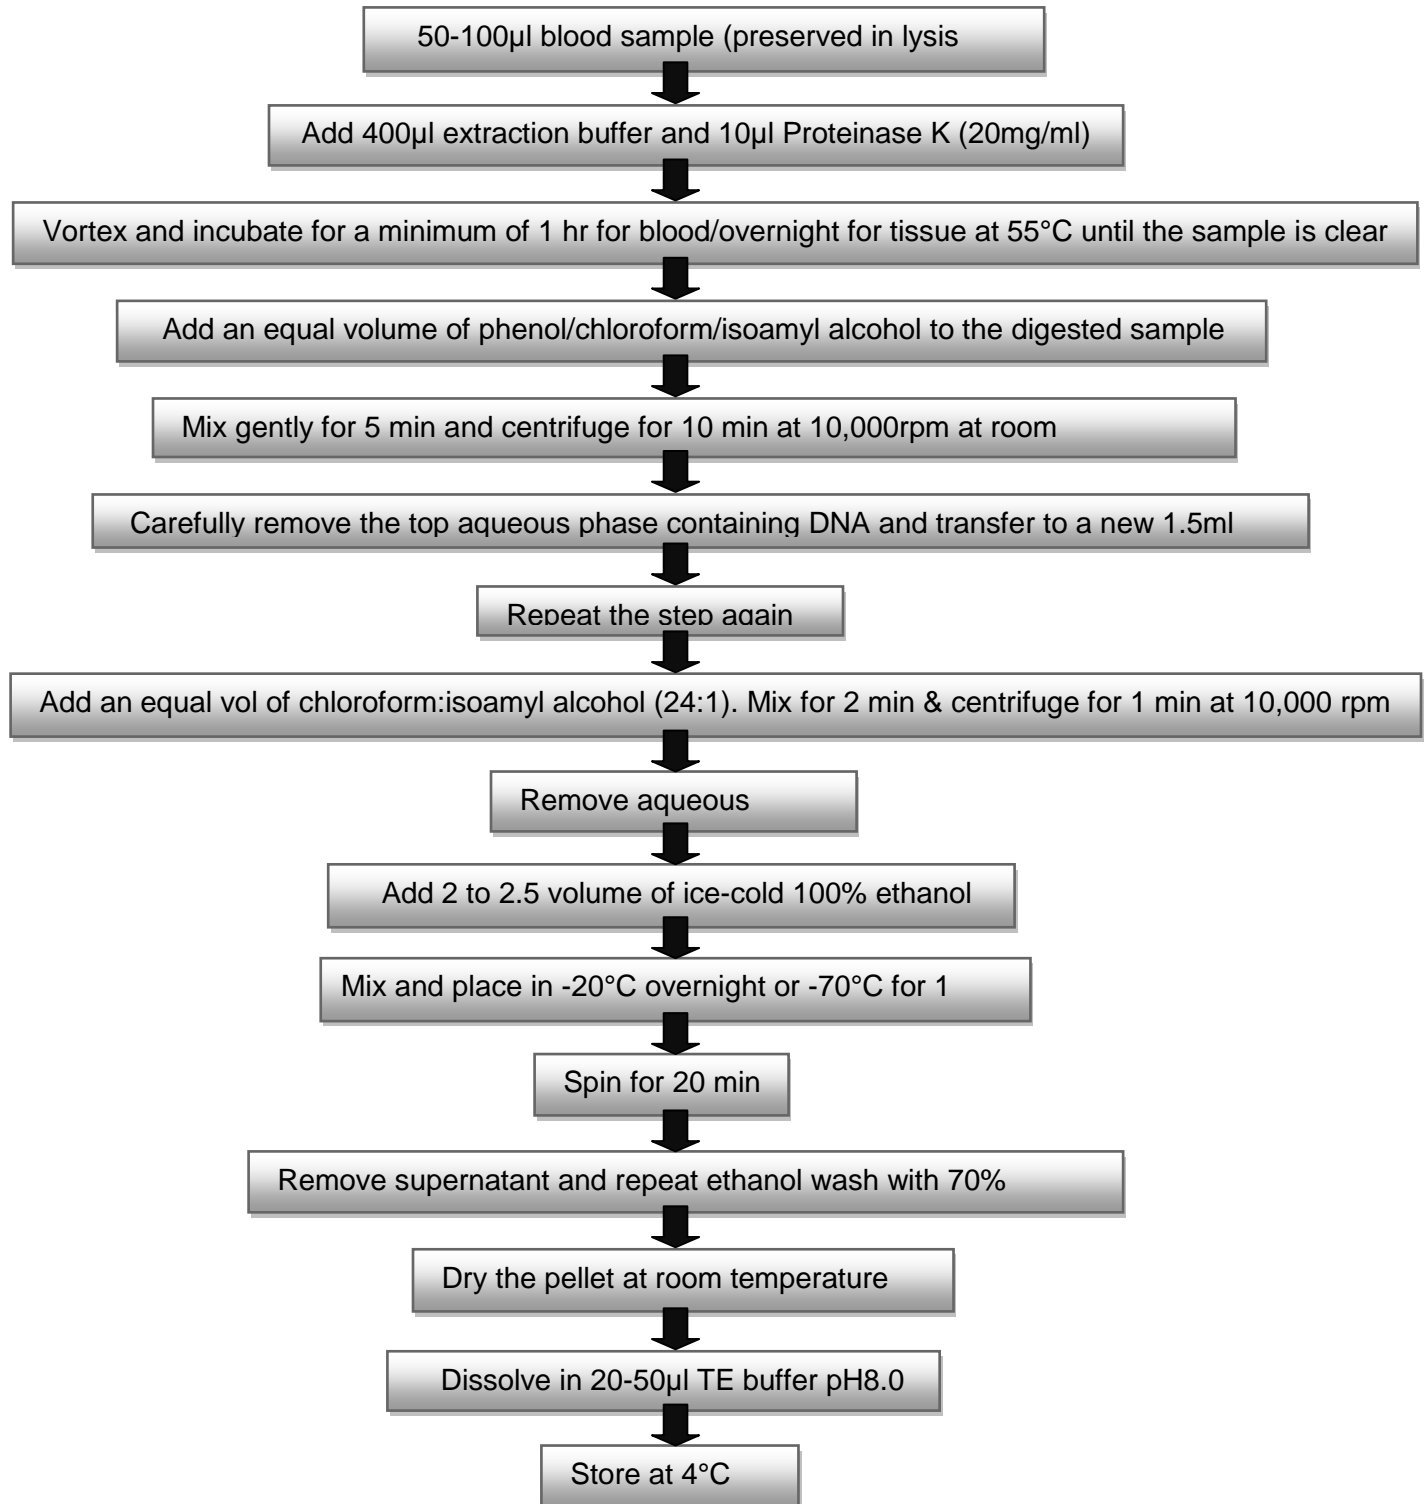 50-100µl blood sample (preserved in lysis
Add 400µl extraction buffer and 10µl Proteinase K (20mg/ml)
Vortex and incubate for a minimum of 1 hr for blood/overnight for tissue at 55°C until the sample is clear
Add an equal volume of phenol/chloroform/isoamyl alcohol to the digested sample
Mix gently for 5 min and centrifuge for 10 min at 10,000rpm at room
Carefully remove the top aqueous phase containing DNA and transfer to a new 1.5ml
Repeat the step again
Add an equal vol of chloroform:isoamyl alcohol (24:1). Mix for 2 min & centrifuge for 1 min at 10,000 rpm
Remove aqueous
Add 2 to 2.5 volume of ice-cold 100% ethanol
Mix and place in -20°C overnight or -70°C for 1
Spin for 20 min
Remove supernatant and repeat ethanol wash with 70%
Dry the pellet at room temperature
Dissolve in 20-50µl TE buffer pH8.0
Store at 4°C